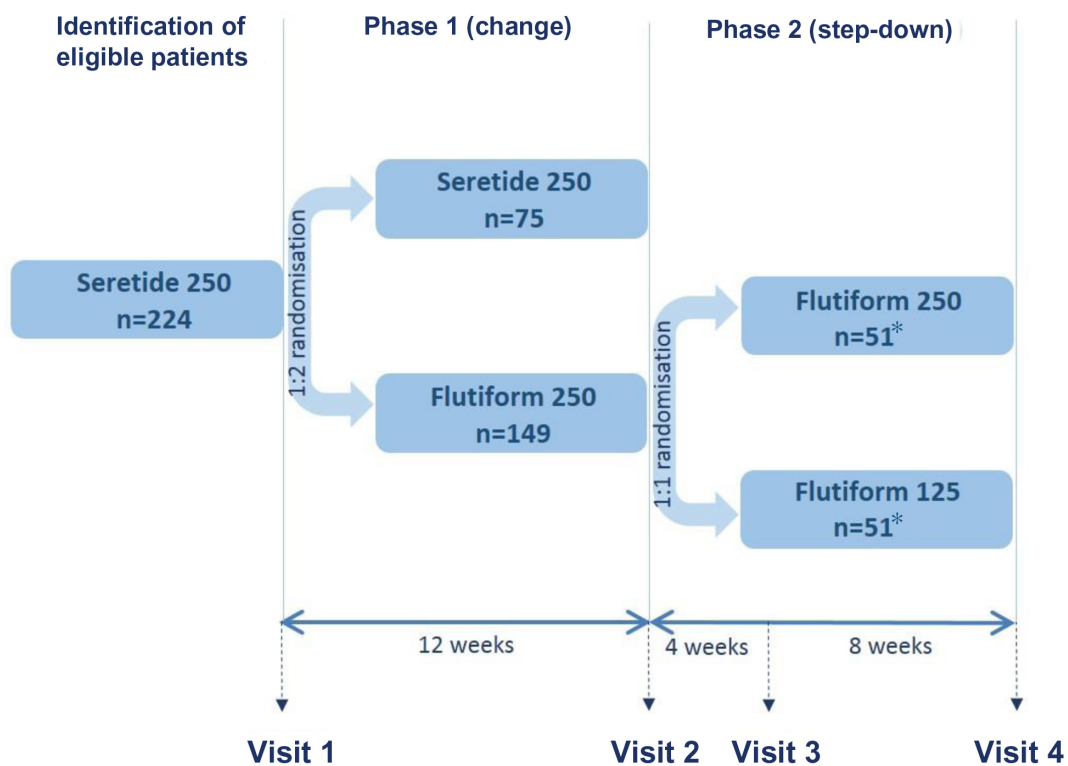 Identification of
eligible patients
Phase 1 (change)
Phase 2 (step-down)
Seretide 250
n=224
1:2 randomisation
Seretide 250
n=75
Flutiform 250
n=149
1:1 randomisation
Flutiform 250
n=51*
Flutiform 125
n=51*
12 weeks
4 weeks
8 weeks
Visit 1
Visit 2
Visit 3
Visit 4